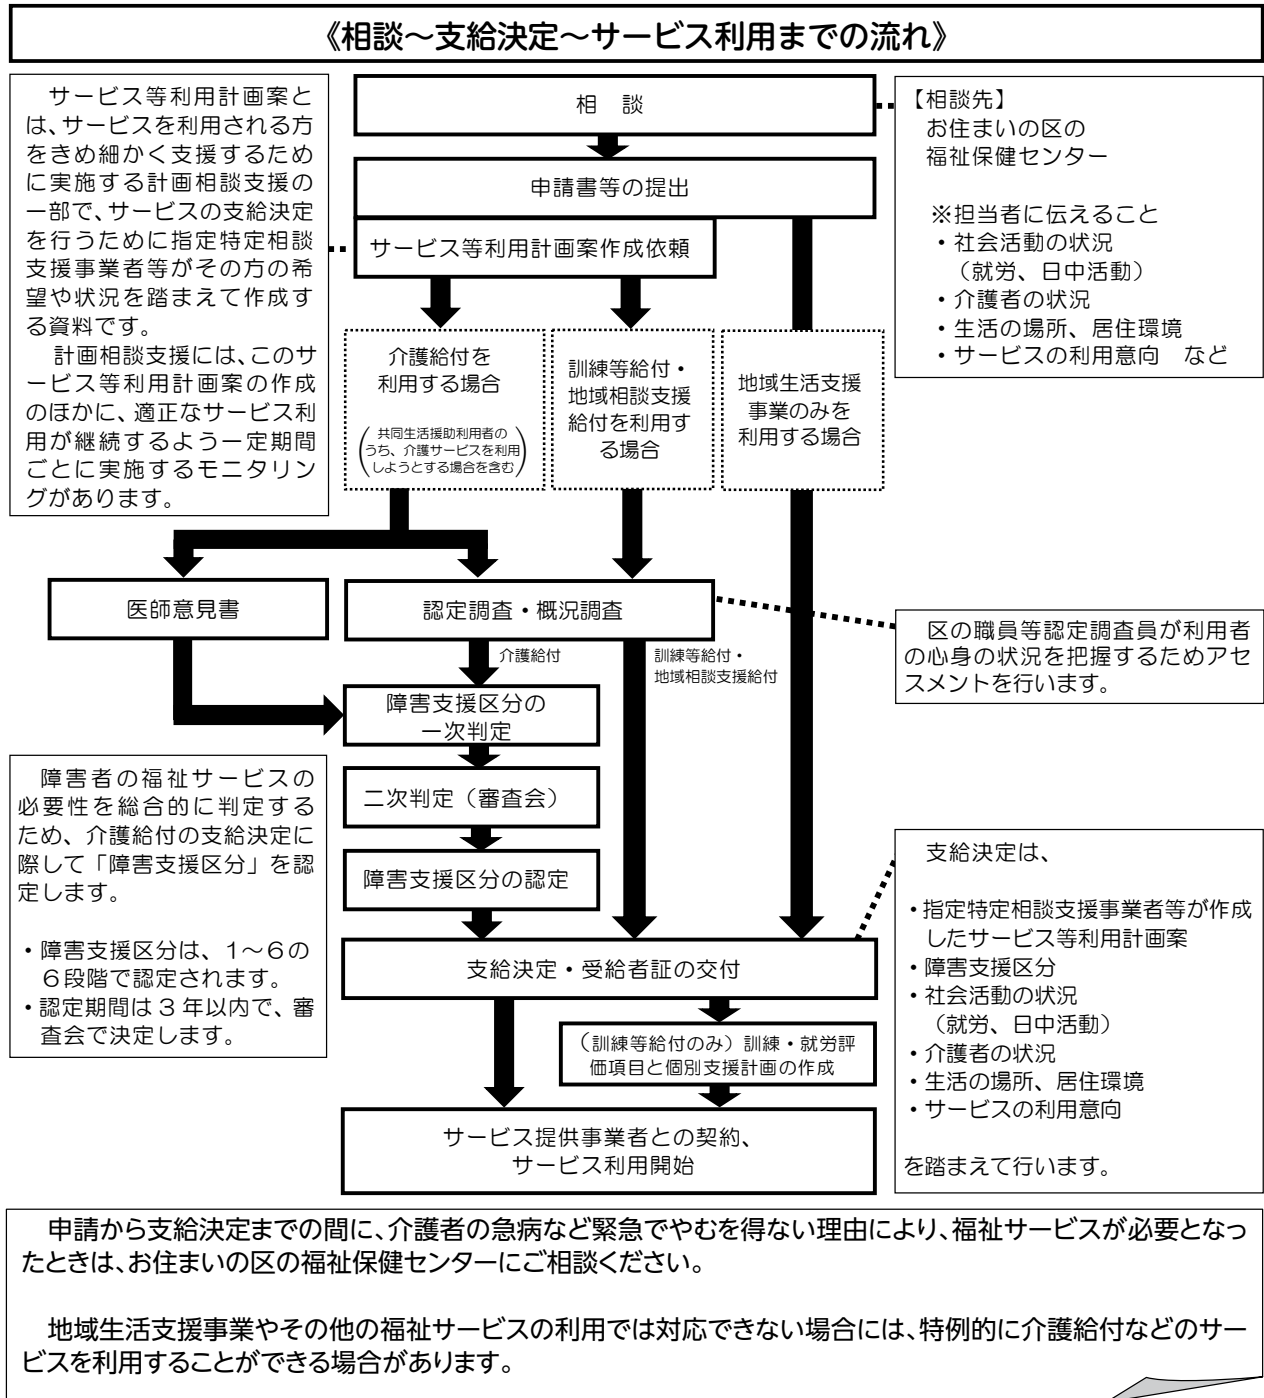 《相談～支給決定～サービス利用までの流れ》
サービス等利用計画案と
は、サービスを利用される方
をきめ細かく支援するため
に実施する計画相談支援の
一部で、サービスの支給決定
を行うために指定特定相談
支援事業者等がその方の希
望や状況を踏まえて作成す
る資料です。
計画相談支援には、このサ
ービス等利用計画案の作成
のほかに、適正なサービス利
用が継続するよう一定期間
ごとに実施するモニタリン
グがあります。
相　談
【相談先】
お住まいの区の
福祉保健センター
※担当者に伝えること
・社会活動の状況
（就労、日中活動）
・介護者の状況
・生活の場所、居住環境
・サービスの利用意向　など
申請書等の提出
サービス等利用計画案作成依頼
介護給付を
利用する場合
（共同生活援助利用者の
うち、介護サービスを利用
しようとする場合を含む）
訓練等給付・
地域相談支援
給付を利用す
る場合
地域生活支援
事業のみを
利用する場合
医師意見書
認定調査・概況調査
区の職員等認定調査員が利用者
の心身の状況を把握するためアセ
スメントを行います。
介護給付
訓練等給付・
地域相談支援給付
障害支援区分の
一次判定
二次判定（審査会）
障害支援区分の認定
障害者の福祉サービスの
必要性を総合的に判定する
ため、介護給付の支給決定に
際して「障害支援区分」を認
定します。
・障害支援区分は、1～6の
6段階で認定されます。
・認定期間は3年以内で、審
査会で決定します。
支給決定・受給者証の交付
（訓練等給付のみ）訓練・就労評
価項目と個別支援計画の作成
サービス提供事業者との契約、
サービス利用開始
支給決定は、
・指定特定相談支援事業者等が作成
したサービス等利用計画案
・障害支援区分
・社会活動の状況
（就労、日中活動）
・介護者の状況
・生活の場所、居住環境
・サービスの利用意向
を踏まえて行います。
申請から支給決定までの間に、介護者の急病など緊急でやむを得ない理由により、福祉サービスが必要となっ
たときは、お住まいの区の福祉保健センターにご相談ください。
地域生活支援事業やその他の福祉サービスの利用では対応できない場合には、特例的に介護給付などのサー
ビスを利用することができる場合があります。